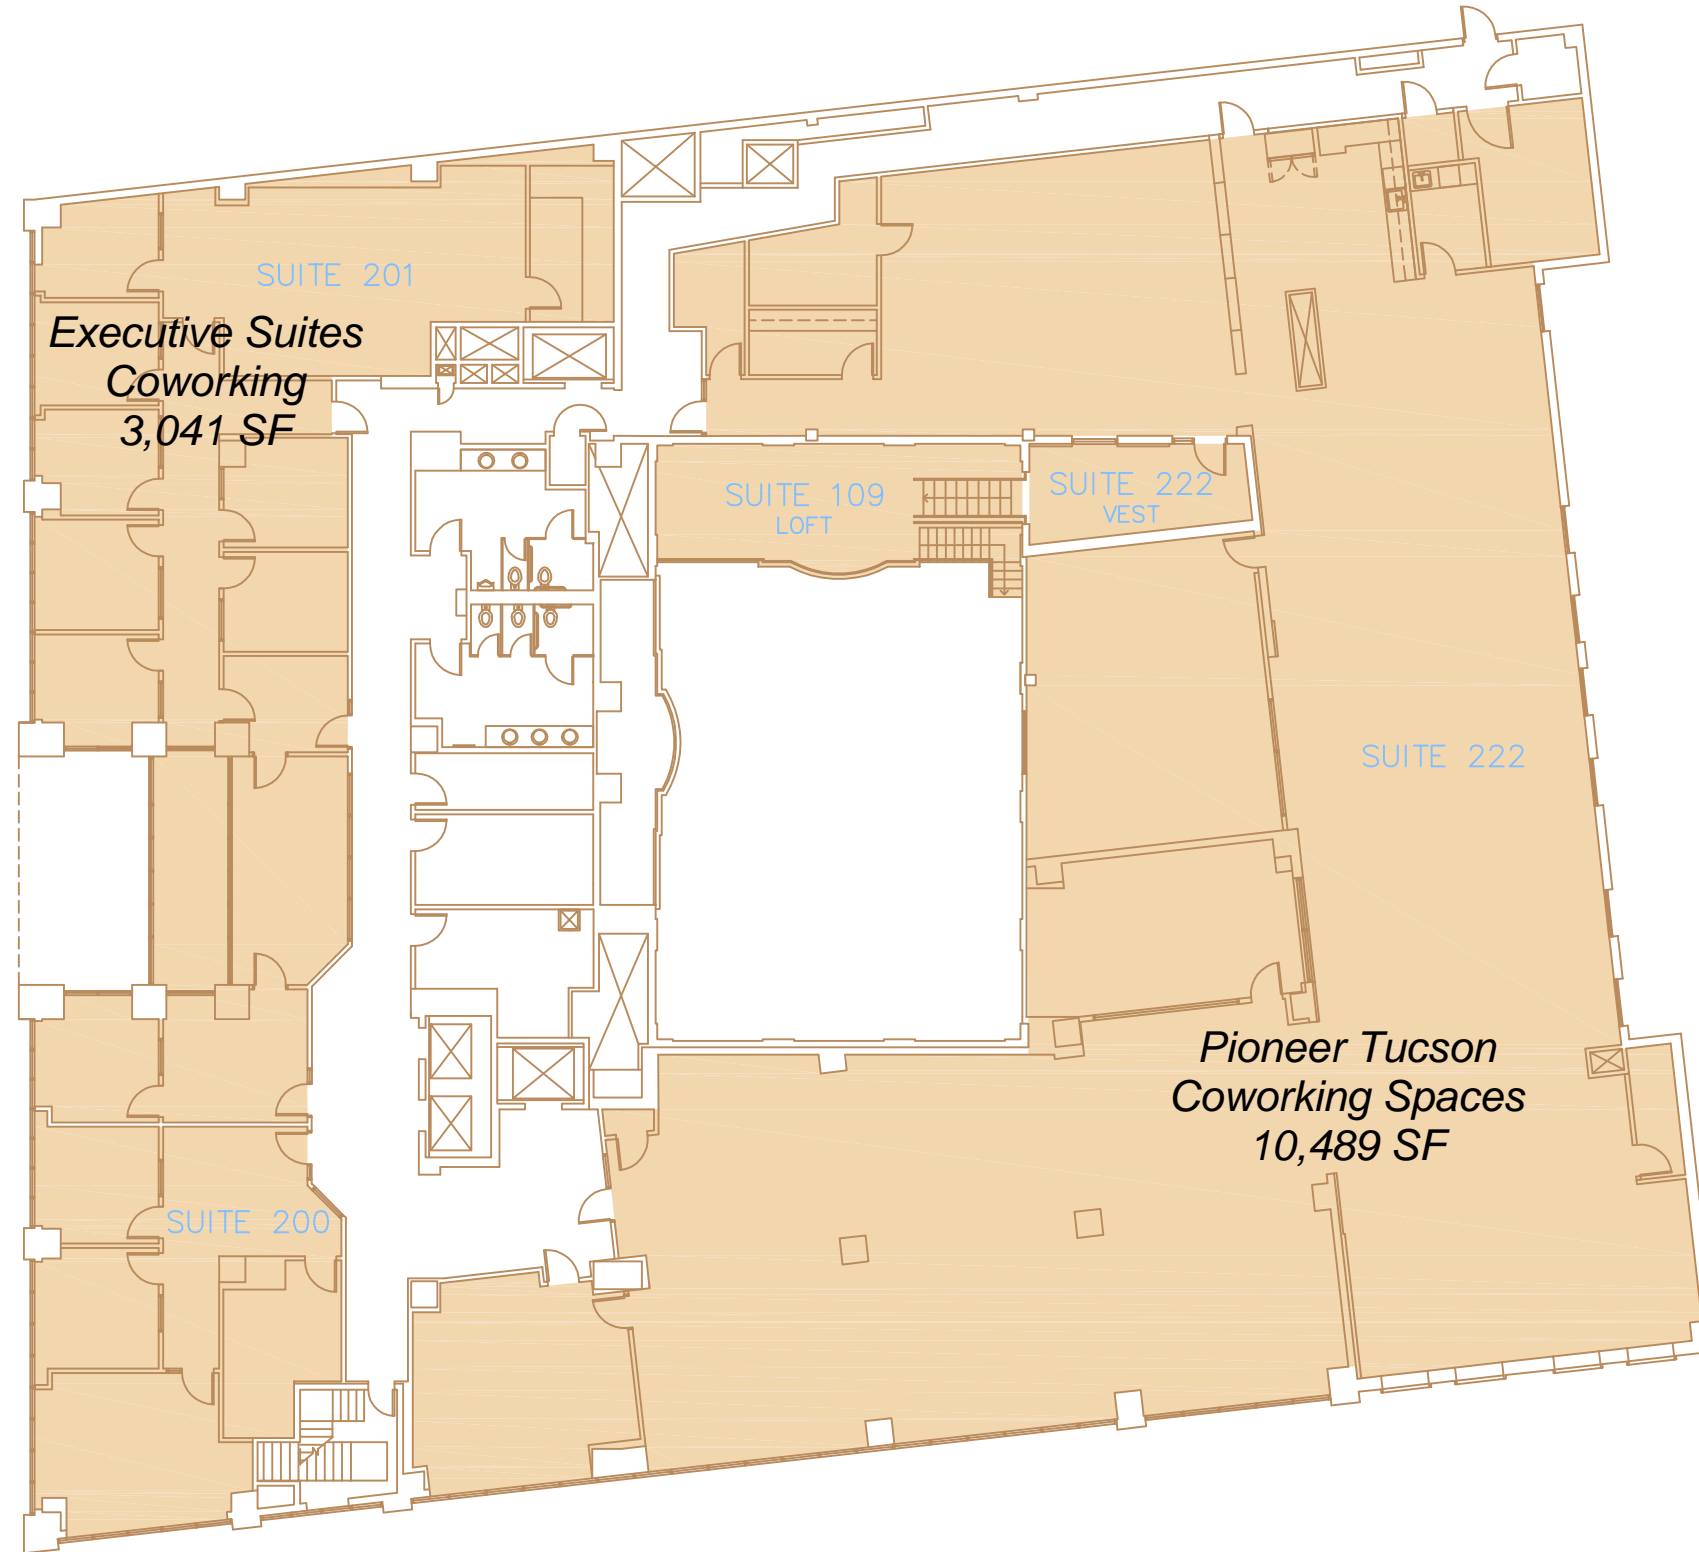 SUITE 201
Executive Suites
Coworking
3,041 SF
SUITE 109
LOFT
SUITE 222
VEST
SUITE 222
Pioneer Tucson
Coworking Spaces
10,489 SF
SUITE 200